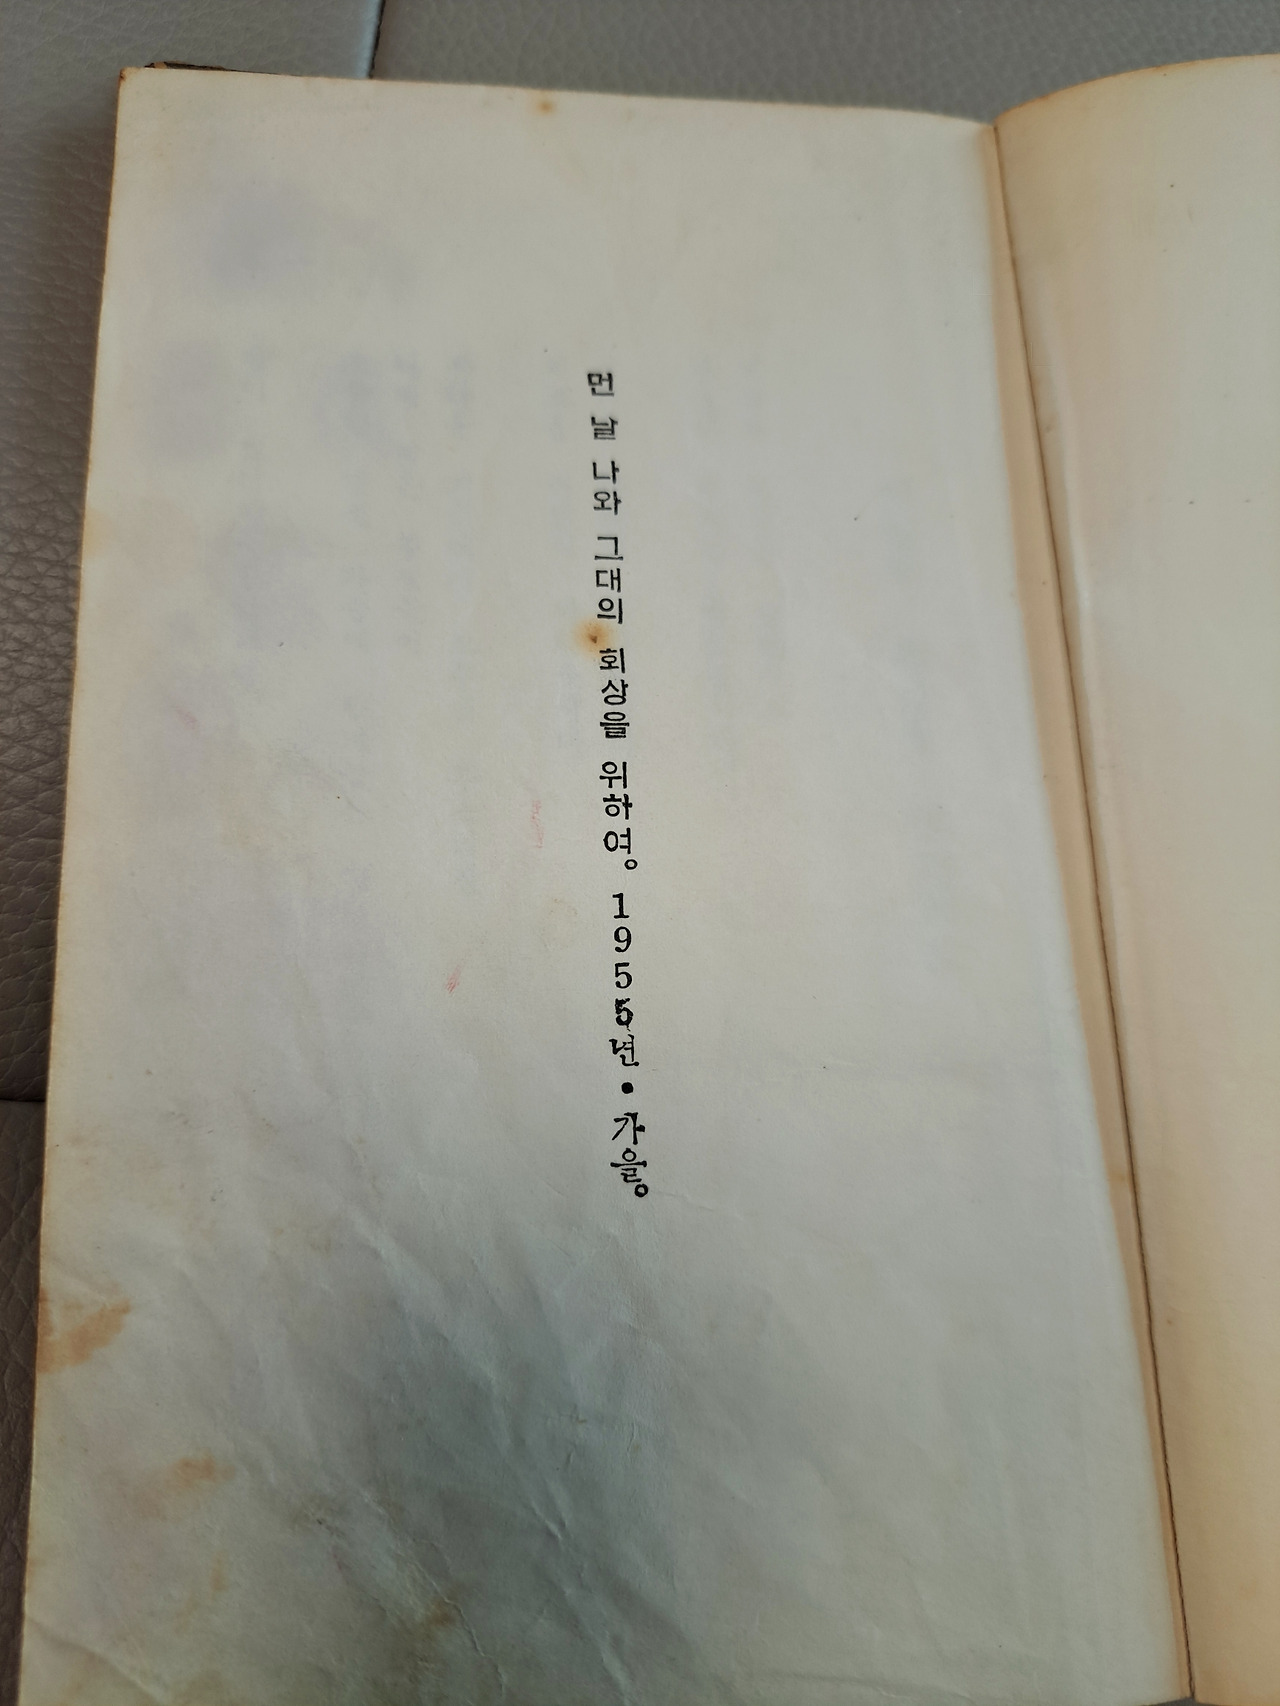 먼 날 나와 그대의 회상을 위하여。 1955년・가을。